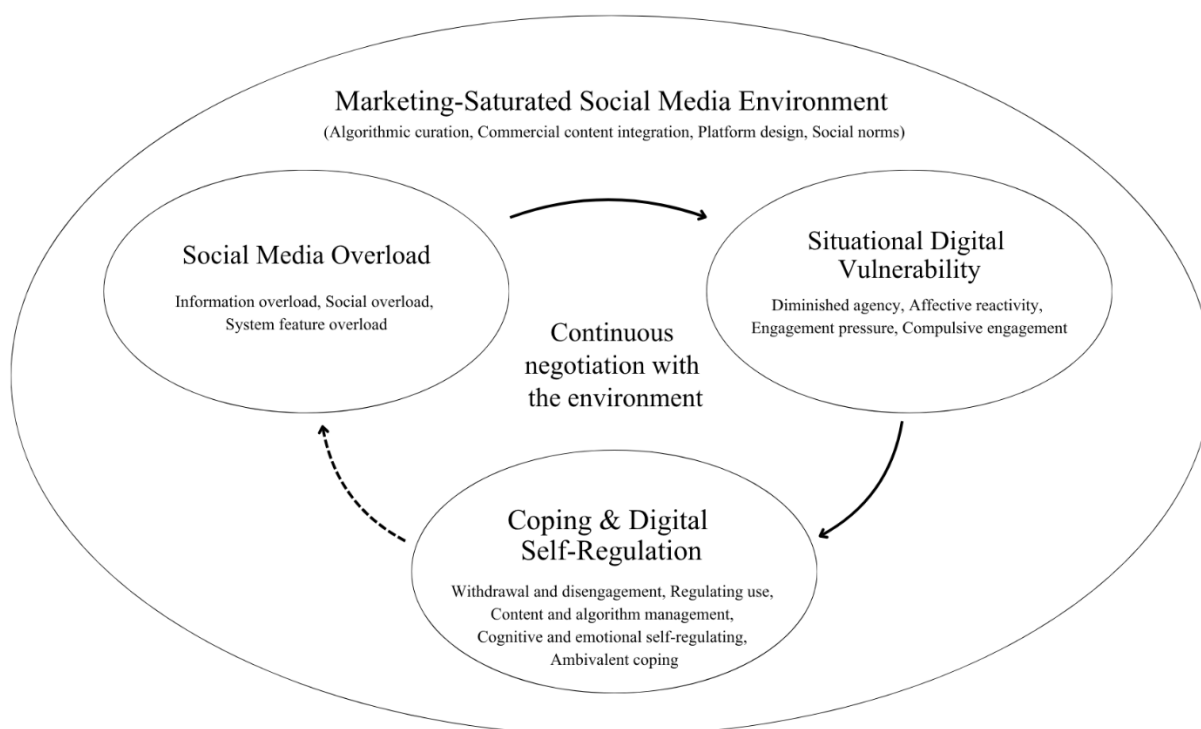 Marketing-Saturated Social Media Environment
(Algorithmic curation, Commercial content integration, Platform design, Social norms)
Social Media Overload
Information overload, Social overload,
System feature overload
Situational Digital
Vulnerability
Diminished agency, Affective reactivity,
Engagement pressure, Compulsive engagement
Continuous
negotiation with
the environment
Coping & Digital
Self-Regulation
Withdrawal and disengagement, Regulating use,
Content and algorithm management,
Cognitive and emotional self-regulating,
Ambivalent coping